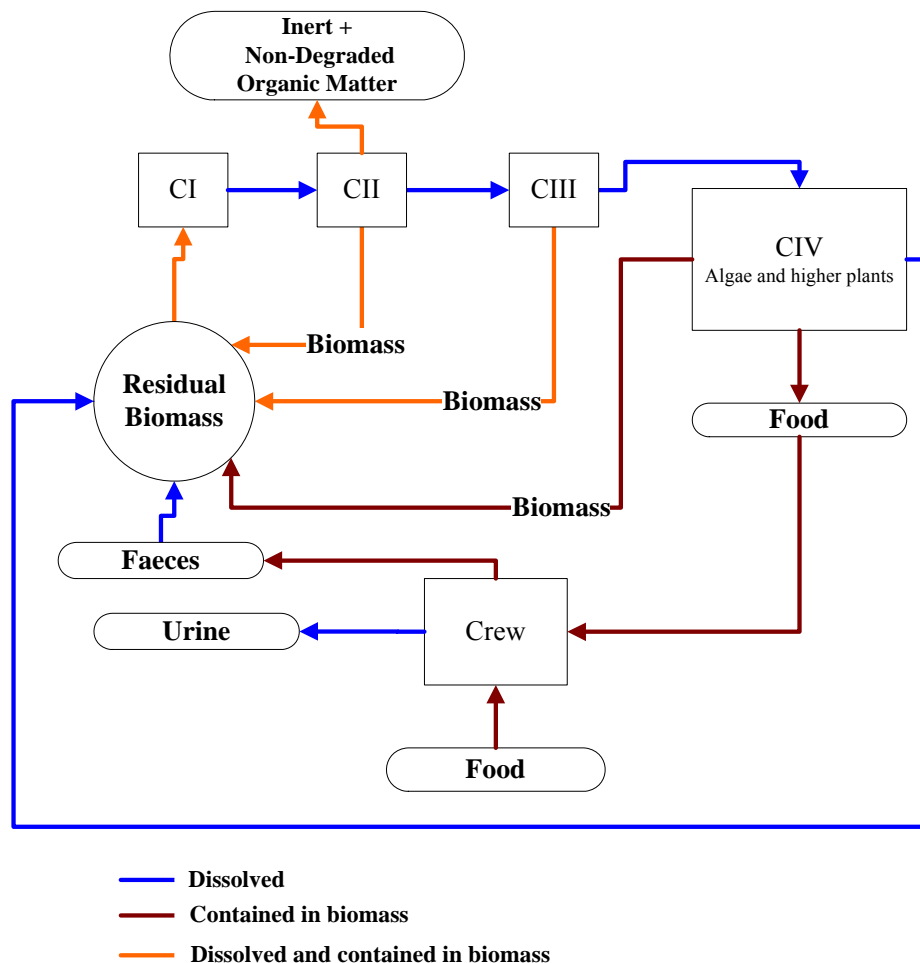 Inert +
Non-Degraded
Organic Matter
CI
CII
CIII
CIV
Algae and higher plants
Biomass
Residual
Biomass
Biomass
Food
Biomass
Faeces
Urine
Crew
Food
Dissolved
Contained in biomass
Dissolved and contained in biomass